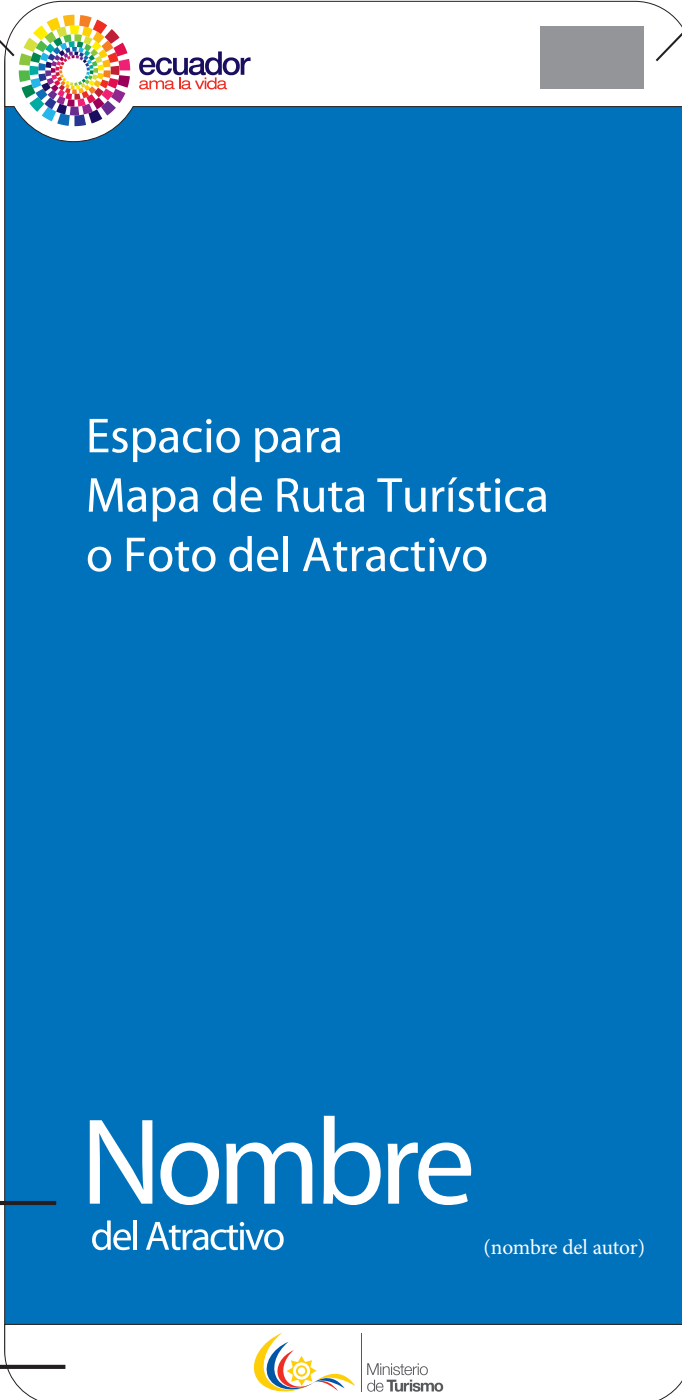 ecuador
ama la vida
Espacio para
Mapa de Ruta Turística
o Foto del Atractivo
Nombre
del Atractivo
(nombre del autor)
Ministerio
de Turismo